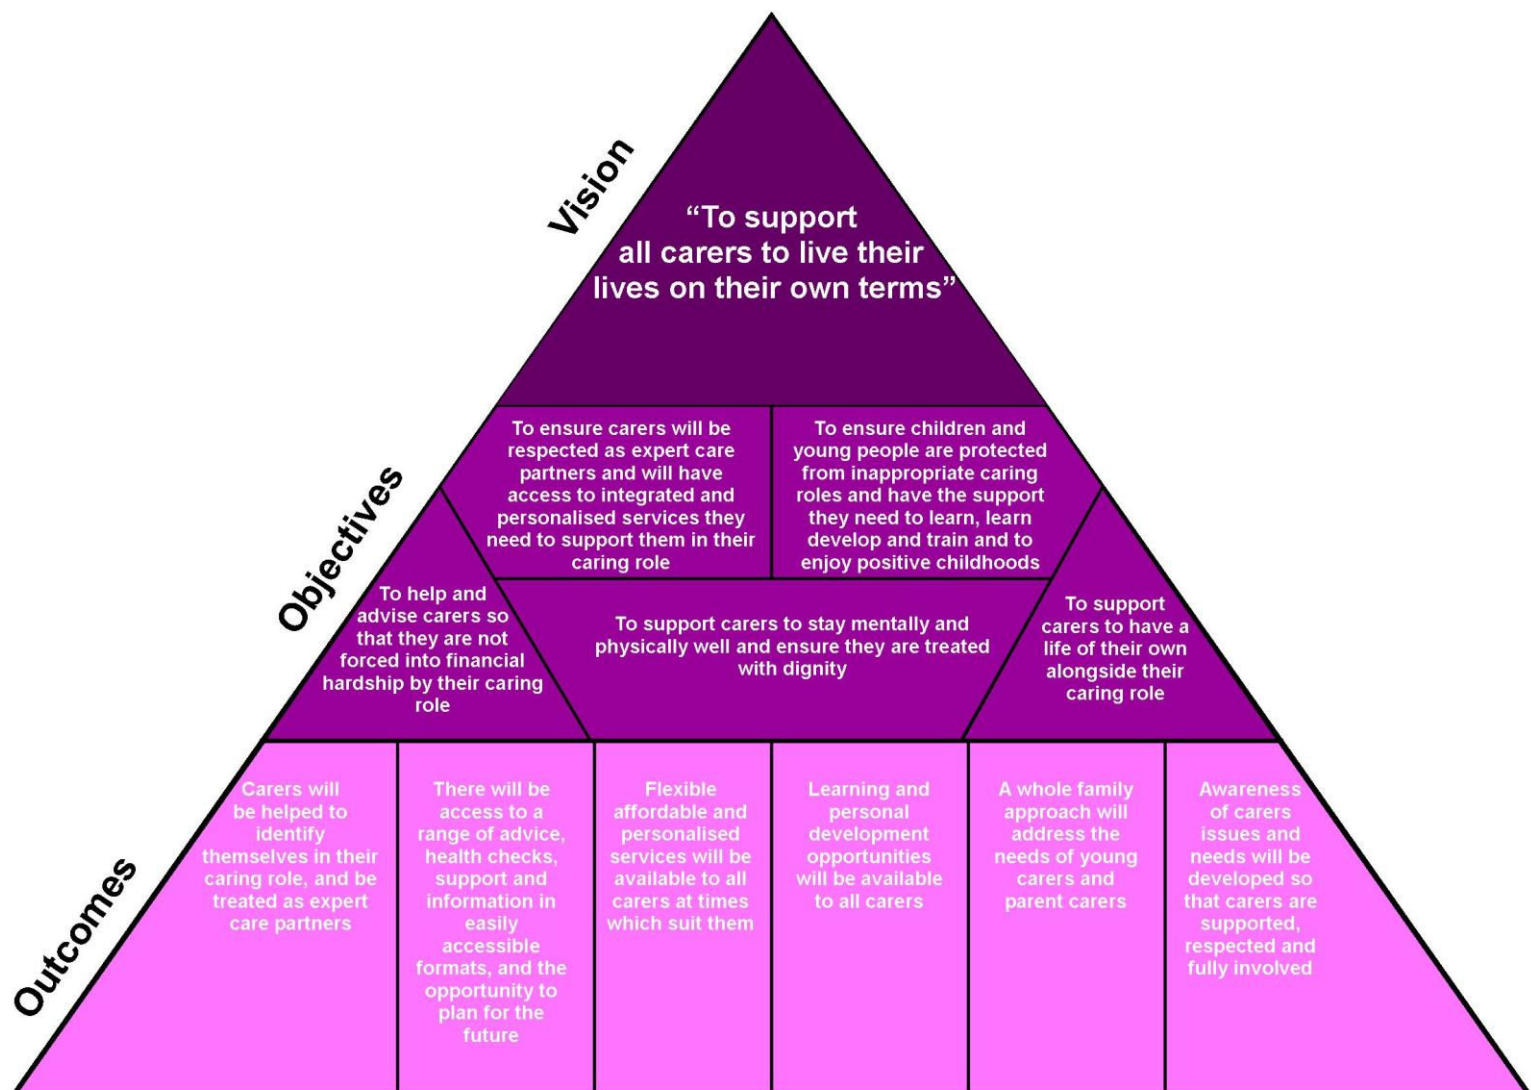 Vision
“To support
all carers to live their
lives on their own terms”
Objectives
To ensure carers will be
respected as expert care
partners and will have
access to integrated and
personalised services they
need to support them in their
caring role
To ensure children and
young people are protected
from inappropriate caring
roles and have the support
they need to learn, learn
develop and train and to
enjoy positive childhoods
To help and
advise carers so
that they are not
forced into financial
hardship by their caring
role
To support carers to stay mentally and
physically well and ensure they are treated
with dignity
To support
carers to have a
life of their own
alongside their
caring role
Outcomes
Carers will
be helped to
identify
themselves in their
caring role, and be
treated as expert
care partners
There will be
access to a
range of advice,
health checks,
support and
information in
easily
accessible
formats, and the
opportunity to
plan for the
future
Flexible
affordable and
personalised
services will be
available to all
carers at times
which suit them
Learning and
personal
development
opportunities
will be available
to all carers
A whole family
approach will
address the
needs of young
carers and
parent carers
Awareness
of carers
issues and
needs will be
developed so
that carers are
supported,
respected and
fully involved